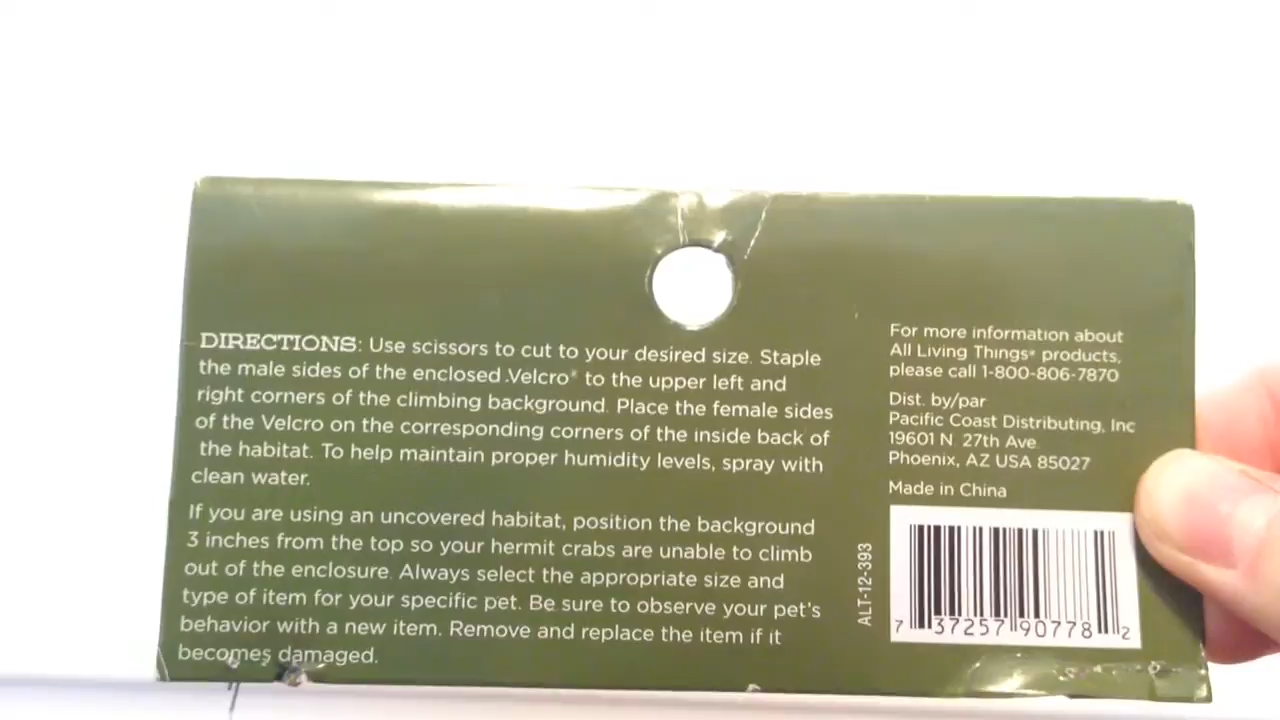 DIRECTIONS: Use scissors to cut to your desired size. Staple
the male sides of the enclosed Velcro® to the upper left and
right corners of the climbing background. Place the female sides
of the Velcro on the corresponding corners of the inside back of
the habitat. To help maintain proper humidity levels, spray with
clean water.
If you are using an uncovered habitat, position the background
3 inches from the top so your hermit crabs are unable to climb
out of the enclosure. Always select the appropriate size and
type of item for your specific pet. Be sure to observe your pet's
behavior with a new item. Remove and replace the item if it
becomes damaged.
For more information about
All Living Things® products,
please call 1-800-806-7870
Dist. by/par
Pacific Coast Distributing, Inc
19601 N. 27th Ave.
Phoenix, AZ USA 85027
Made in China
ALT-12-393
7 37257 90778 2